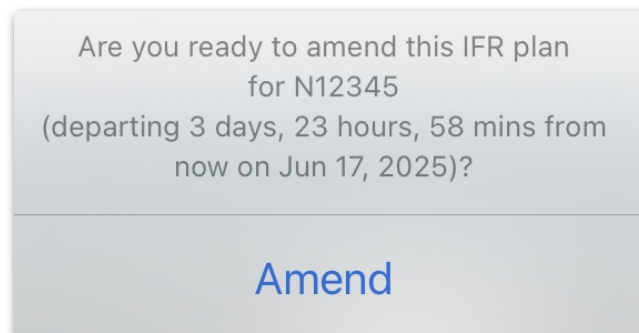 Are you ready to amend this IFR plan
for N12345
(departing 3 days, 23 hours, 58 mins from
now on Jun 17, 2025)?
Amend